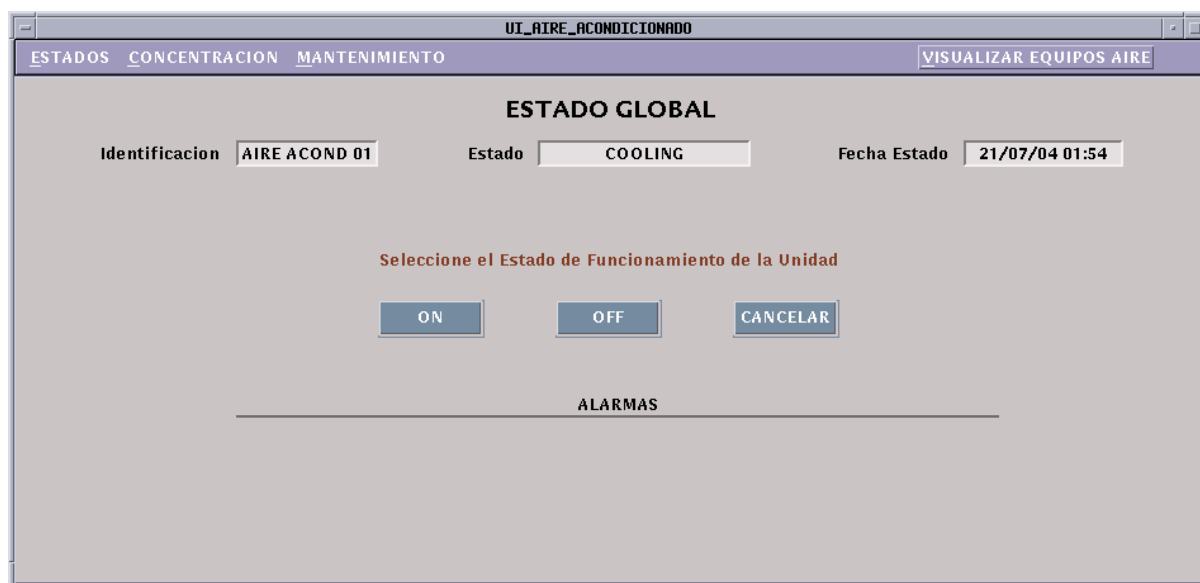 UI_AIRE_ACONDICIONADO
ESTADOS CONCENTRACION MANTENIMIENTO VISUALIZAR EQUIPOS AIRE
ESTADO GLOBAL
Identificacion AIRE ACOND 01 Estado COOLING Fecha Estado 21/07/04 01:54
Seleccione el Estado de Funcionamiento de la Unidad
ON OFF CANCELAR
ALARMAS